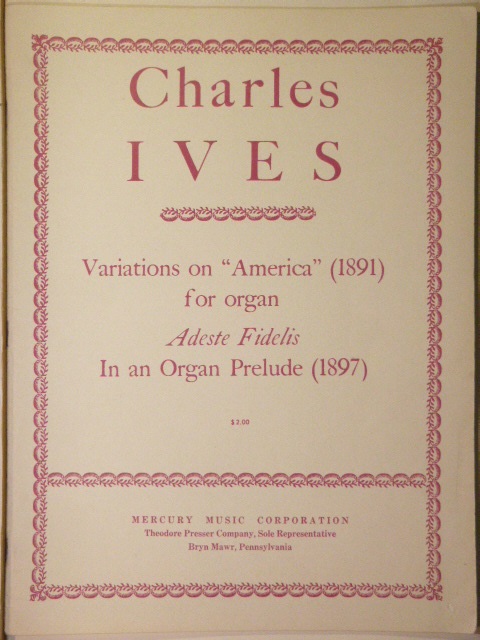 Charles
IVES
Variations on “America” (1891)
for organ
Adeste Fidelis
In an Organ Prelude (1897)
$2.00
MERCURY MUSIC CORPORATION
Theodore Presser Company, Sole Representative
Bryn Mawr, Pennsylvania